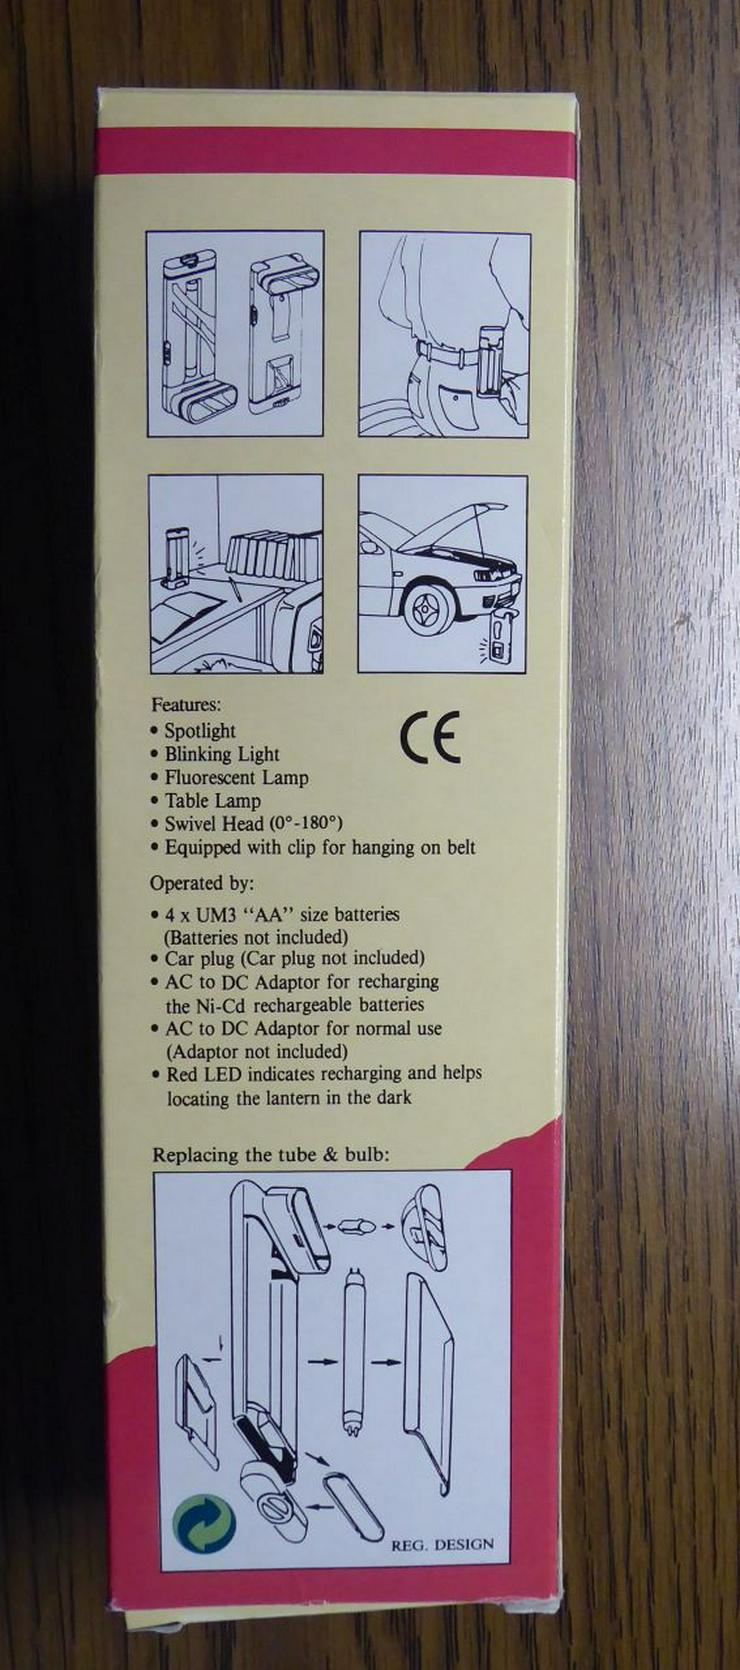 Features:
CE
• Spotlight
• Blinking Light
• Fluorescent Lamp
• Table Lamp
• Swivel Head (0°-180°)
• Equipped with clip for hanging on belt
Operated by:
• 4 x UM3 “AA” size batteries
(Batteries not included)
• Car plug (Car plug not included)
• AC to DC Adaptor for recharging
the Ni-Cd rechargeable batteries
• AC to DC Adaptor for normal use
(Adaptor not included)
• Red LED indicates recharging and helps
locating the lantern in the dark
Replacing the tube & bulb:
REG. DESIGN